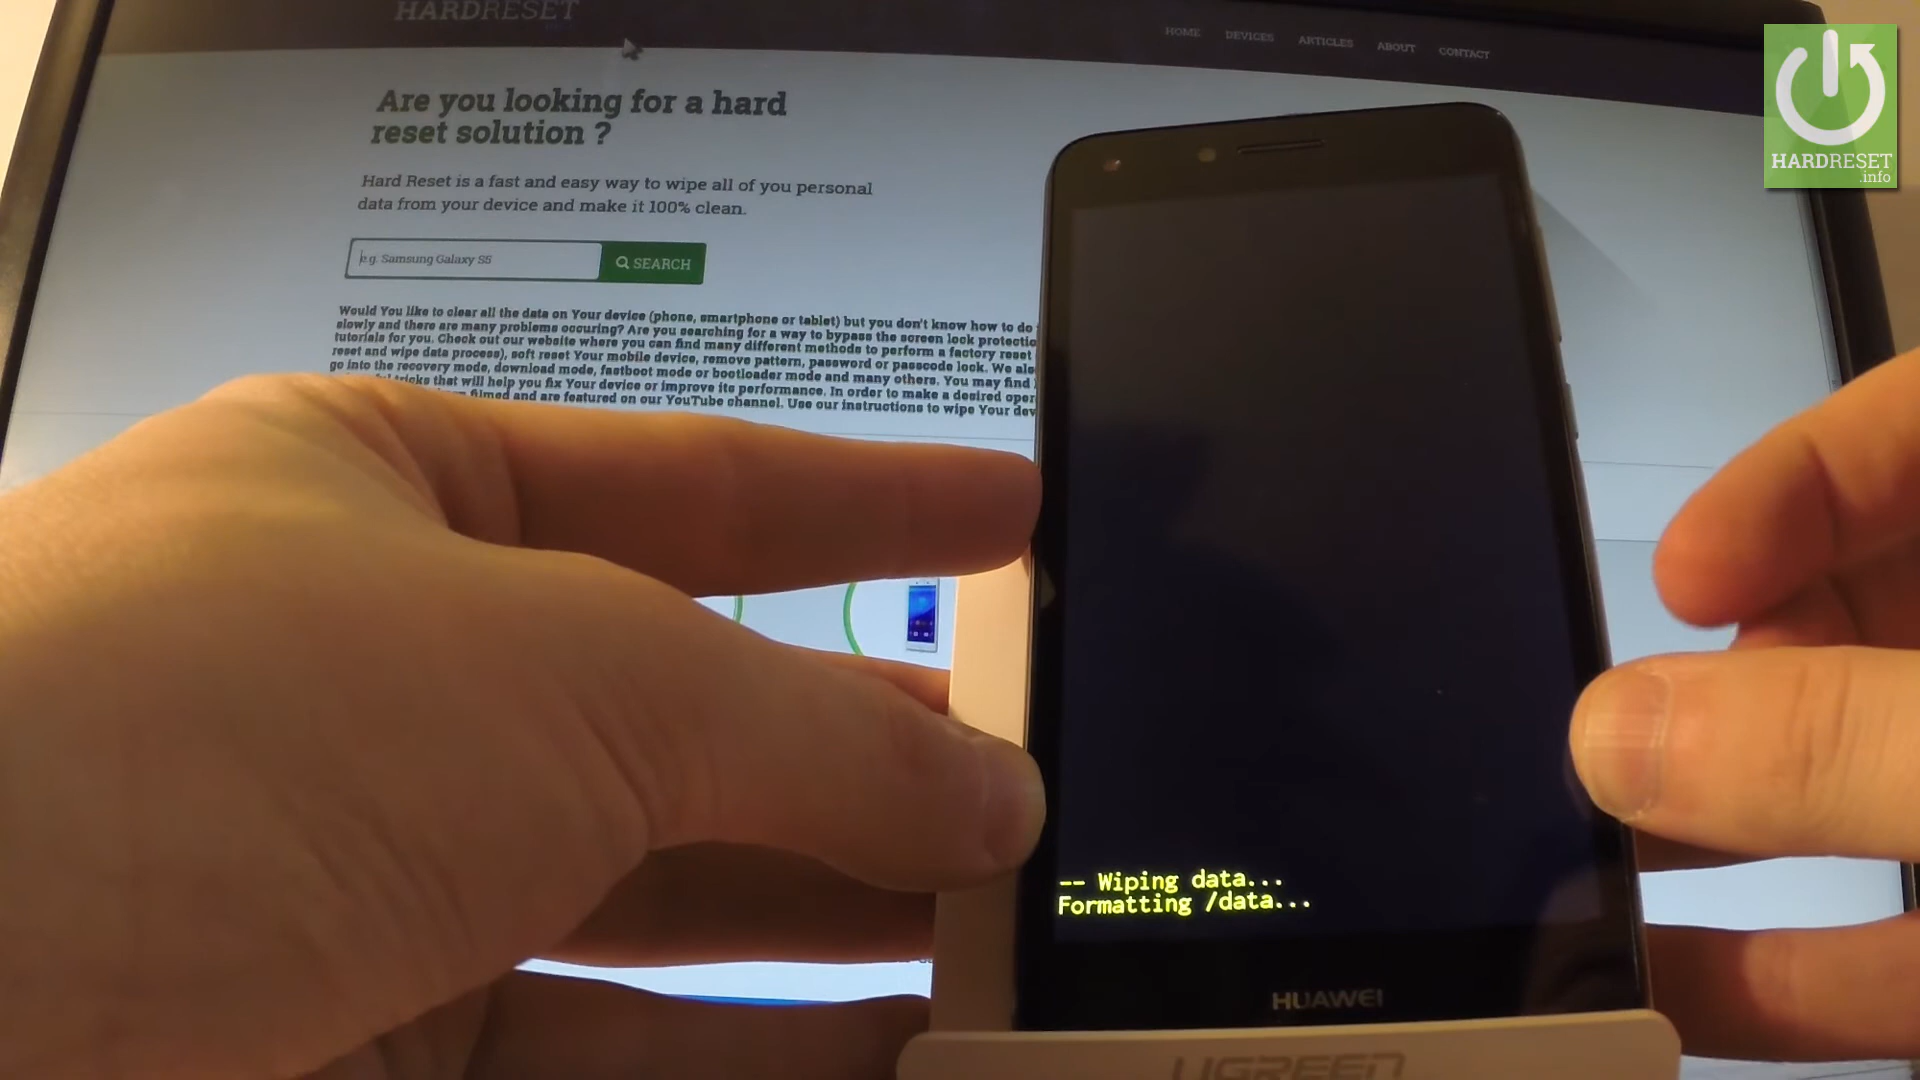 HARDRESET
HOME DEVICES ARTICLES ABOUT CONTACT
HARDRESET
.info
Are you looking for a hard
reset solution ?
Hard Reset is a fast and easy way to wipe all of you personal
data from your device and make it 100% clean.
e.g. Samsung Galaxy S5
SEARCH
Would You like to clear all the data on Your device (phone, smartphone or tablet) but you don't know how to do
slowly and there are many problems occuring? Are you searching for a way to bypass the screen lock protectio
tutorials for you. Check out our website where you can find many different methods to perform a factory reset
reset and wipe data process), soft reset Your mobile device, remove pattern, password or passcode lock. We als
go into the recovery mode, download mode, fastboot mode or bootloader mode and many others. You may find
tricks that will help you fix Your device or improve its performance. In order to make a desired oper
filmed and are featured on our YouTube channel. Use our instructions to wipe Your dev
-- Wiping data...
Formatting /data...
HUAWEI
UGREEN